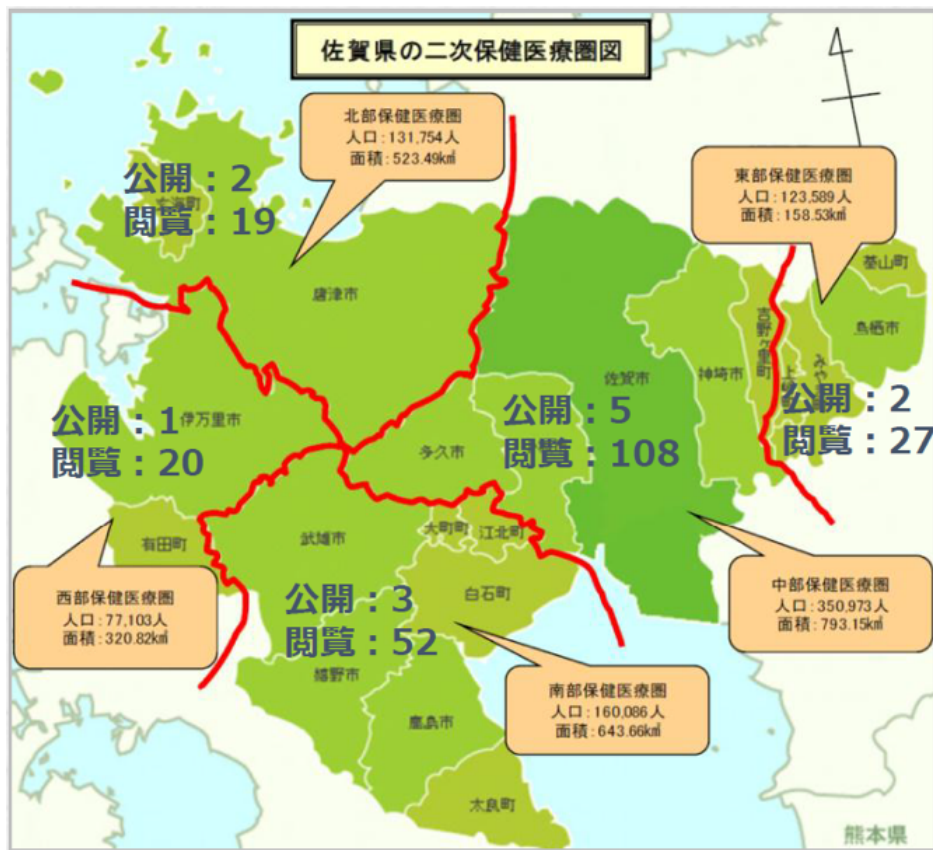 佐賀県の二次保健医療圏図
北部保健医療圏
人口:131,754人
面積:523.49k㎡
東部保健医療圏
人口:123,589人
面積:158.53k㎡
公開:2
閲覧:19
玄海町
唐津市
基山町
鳥栖市
吉野ヶ里町
佐賀市
神埼市
公開:1
閲覧:20
伊万里市
公開:5
閲覧:108
多久市
公開:2
閲覧:27
有田町
武雄市
大町町
江北町
白石町
西部保健医療圏
人口:77,103人
面積:320.82k㎡
中部保健医療圏
人口:350,973人
面積:793.15k㎡
公開:3
閲覧:52
嬉野市
鹿島市
太良町
南部保健医療圏
人口:160,086人
面積:643.66k㎡
熊本県